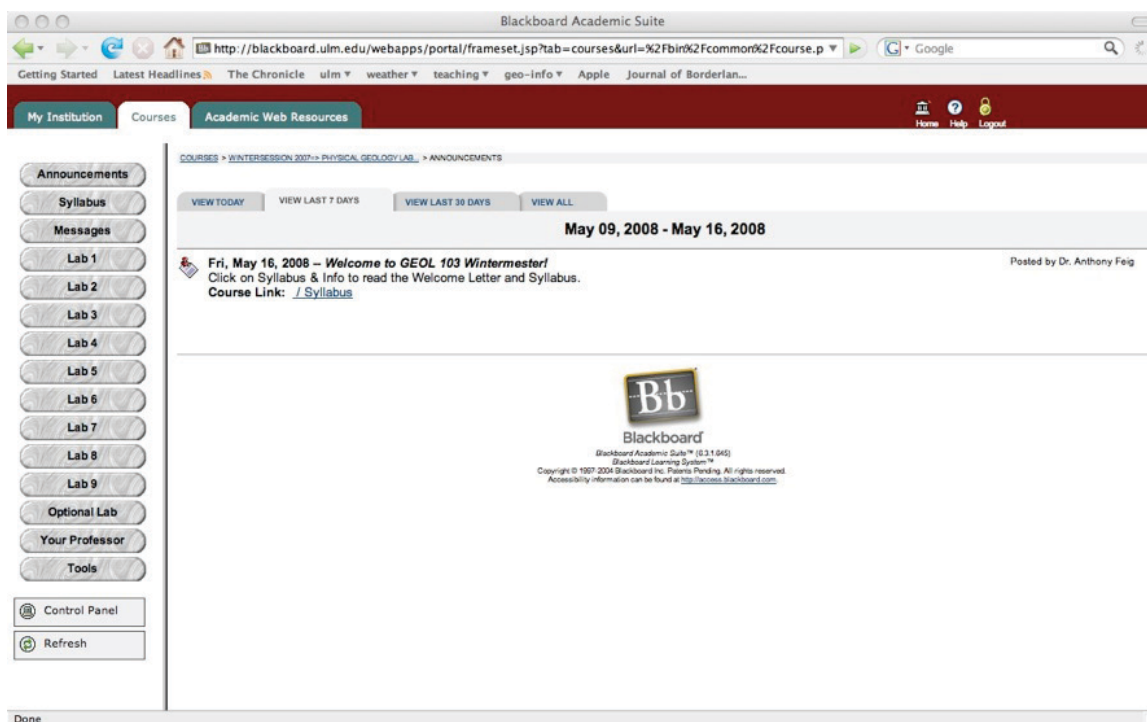 Blackboard Academic Suite
http://blackboard.ulm.edu/webapps/portal/frameset.jsp?tab=courses&url=%2Fbin%2Fcommon%2Fcourse.p
G Google
Getting Started Latest Headlines The Chronicle ulm weather teaching geo-info Apple Journal of Borderlan...
My Institution Courses Academic Web Resources
Home Help Logout
COURSES > WINTERSESSION 2007=> PHYSICAL GEOLOGY LAB... > ANNOUNCEMENTS
VIEW TODAY VIEW LAST 7 DAYS VIEW LAST 30 DAYS VIEW ALL
May 09, 2008 - May 16, 2008
Fri, May 16, 2008 -- Welcome to GEOL 103 Wintermester!
Posted by Dr. Anthony Feig
Click on Syllabus & Info to read the Welcome Letter and Syllabus.
Course Link: / Syllabus
Announcements
Syllabus
Messages
Lab 1
Lab 2
Lab 3
Lab 4
Lab 5
Lab 6
Lab 7
Lab 8
Lab 9
Optional Lab
Your Professor
Tools
Control Panel
Refresh
Bb
Blackboard
Blackboard Academic Suite™ (6.3.1.645)
Blackboard Learning System™
Copyright © 1997-2004 Blackboard Inc. Patents Pending. All rights reserved.
Accessibility information can be found at http://access.blackboard.com.
Done